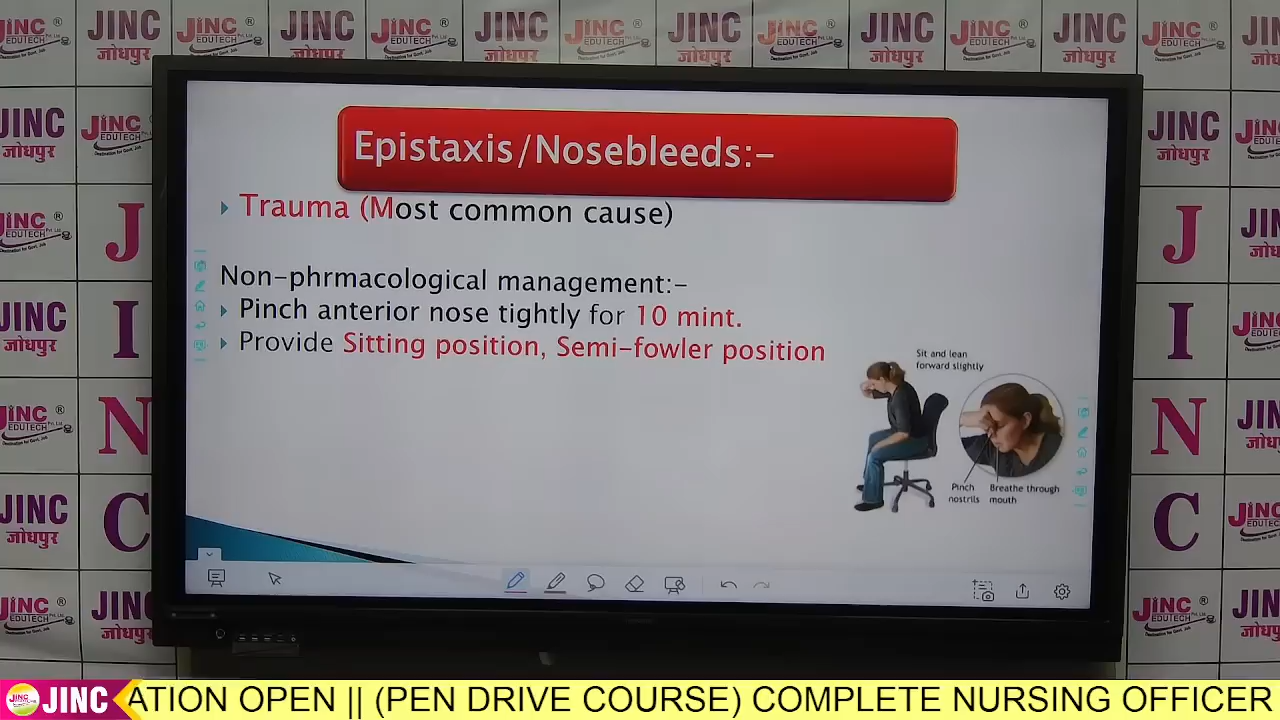 JINC
जोधपुर
JINC
EDUTECH
Epistaxis/Nosebleeds:-
Trauma (Most common cause)
Non-phrmacological management:-
Pinch anterior nose tightly for 10 mint.
Provide Sitting position, Semi-fowler position
Sit and lean
forward slightly
Pinch
nostrils
Breathe through
mouth
J
I
N
C
J
I
N
C
JINC
ATION OPEN || (PEN DRIVE COURSE) COMPLETE NURSING OFFICER